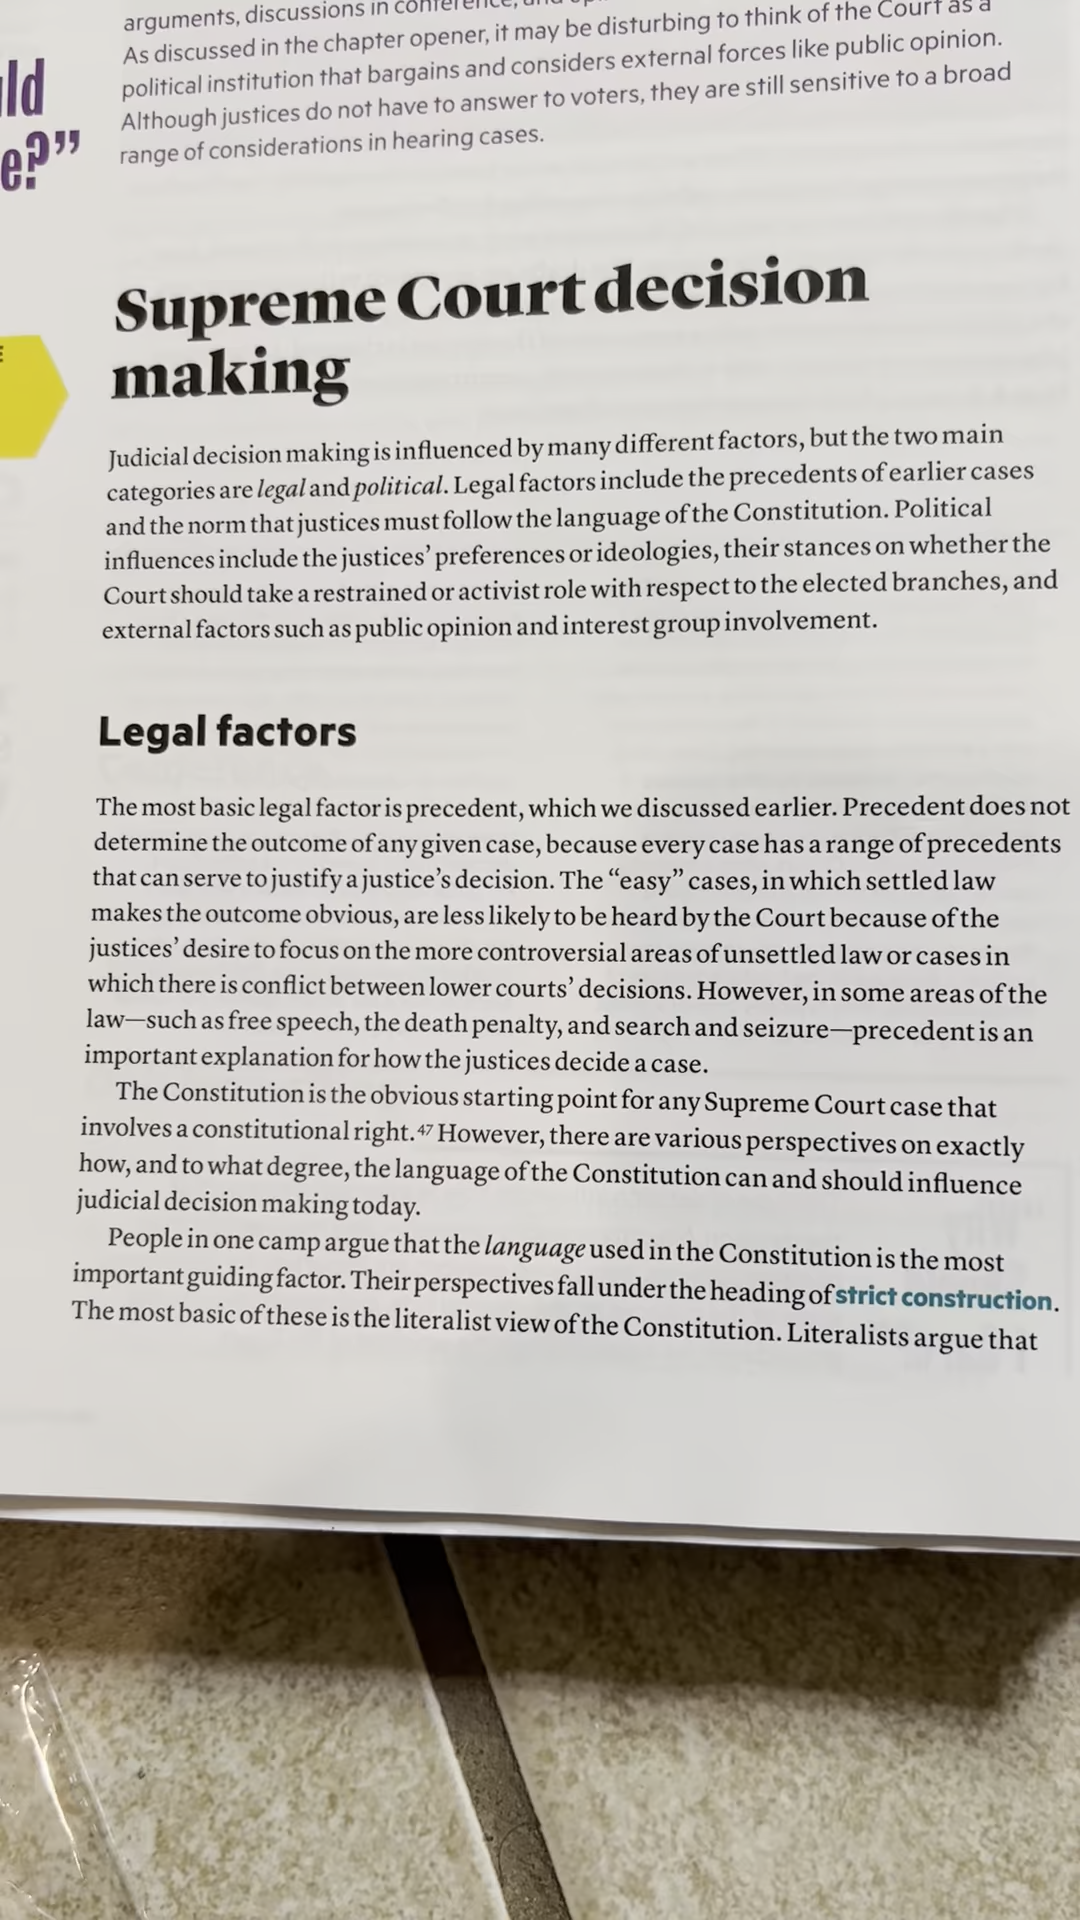 arguments, discussions in conference, and
As discussed in the chapter opener, it may be disturbing to think of the Court as a
political institution that bargains and considers external forces like public opinion.
Although justices do not have to answer to voters, they are still sensitive to a broad
range of considerations in hearing cases.
ld
e?”
Supreme Court decision
making
Judicial decision making is influenced by many different factors, but the two main
categories are legal and political. Legal factors include the precedents of earlier cases
and the norm that justices must follow the language of the Constitution. Political
influences include the justices’ preferences or ideologies, their stances on whether the
Court should take a restrained or activist role with respect to the elected branches, and
external factors such as public opinion and interest group involvement.
Legal factors
The most basic legal factor is precedent, which we discussed earlier. Precedent does not
determine the outcome of any given case, because every case has a range of precedents
that can serve to justify a justice’s decision. The “easy” cases, in which settled law
makes the outcome obvious, are less likely to be heard by the Court because of the
justices’ desire to focus on the more controversial areas of unsettled law or cases in
which there is conflict between lower courts’ decisions. However, in some areas of the
law—such as free speech, the death penalty, and search and seizure—precedent is an
important explanation for how the justices decide a case.
The Constitution is the obvious starting point for any Supreme Court case that
involves a constitutional right.⁴⁷ However, there are various perspectives on exactly
how, and to what degree, the language of the Constitution can and should influence
judicial decision making today.
People in one camp argue that the language used in the Constitution is the most
important guiding factor. Their perspectives fall under the heading of strict construction.
The most basic of these is the literalist view of the Constitution. Literalists argue that